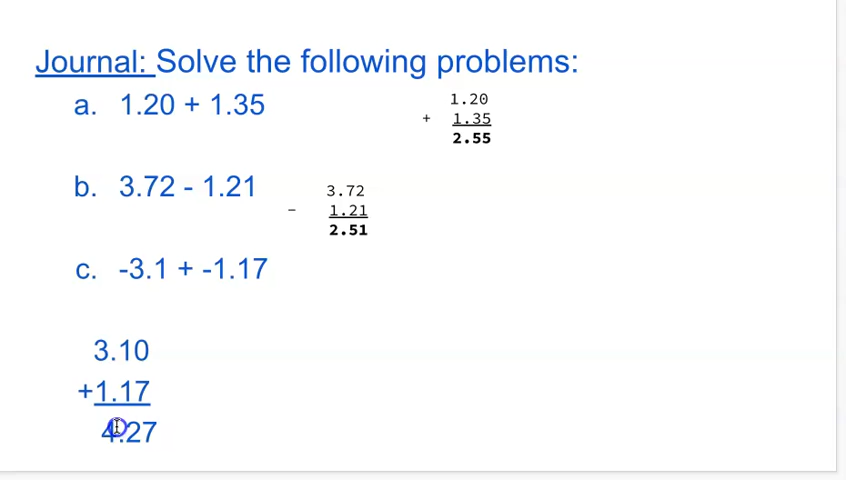 Journal: Solve the following problems:
a. 1.20 + 1.35
1.20
+ 1.35
2.55
b. 3.72 - 1.21
3.72
- 1.21
2.51
c. -3.1 + -1.17
3.10
+1.17
4.27